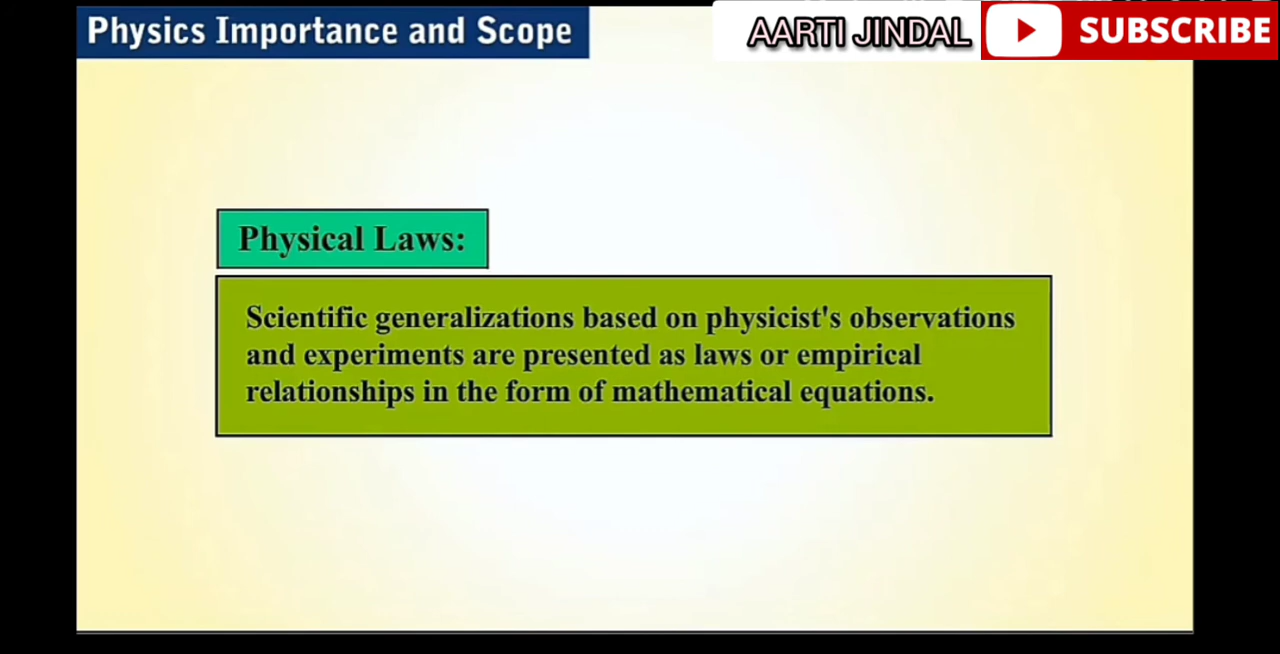 Physics Importance and Scope
AARTI JINDAL
SUBSCRIBE
Physical Laws:
Scientific generalizations based on physicist's observations
and experiments are presented as laws or empirical
relationships in the form of mathematical equations.